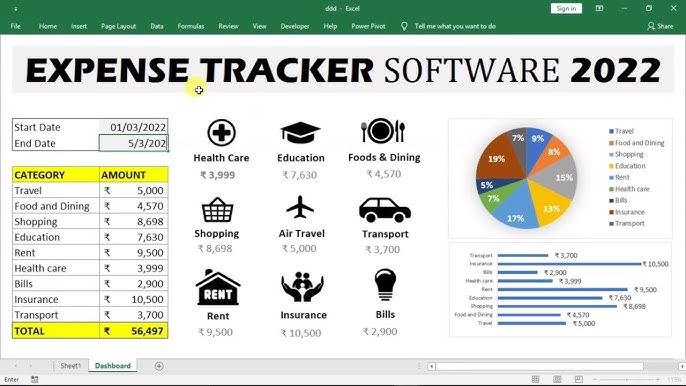 ddd - Excel
Sign in
File Home Insert Page Layout Data Formulas Review View Developer Help Power Pivot Tell me what you want to do Share
EXPENSE TRACKER SOFTWARE 2022
Start Date 01/03/2022
End Date 5/3/202
CATEGORY AMOUNT
Travel ₹ 5,000
Food and Dining ₹ 4,570
Shopping ₹ 8,698
Education ₹ 7,630
Rent ₹ 9,500
Health care ₹ 3,999
Bills ₹ 2,900
Insurance ₹ 10,500
Transport ₹ 3,700
TOTAL ₹ 56,497
Health Care
₹ 3,999
Education
₹ 7,630
Foods & Dining
₹ 4,570
Shopping
₹ 8,698
Air Travel
₹ 5,000
Transport
₹ 3,700
RENT
Rent
₹ 9,500
Insurance
₹ 10,500
Bills
₹ 2,900
7%
9%
8%
15%
13%
17%
7%
5%
19%
Travel
Food and Dining
Shopping
Education
Rent
Health care
Bills
Insurance
Transport
Transport ₹ 3,700
Insurance ₹ 10,500
Bills ₹ 2,900
Health care ₹ 3,999
Rent ₹ 9,500
Education ₹ 7,630
Shopping ₹ 8,698
Food and Dining ₹ 4,570
Travel ₹ 5,000
Sheet1 Dashboard
Enter
115%